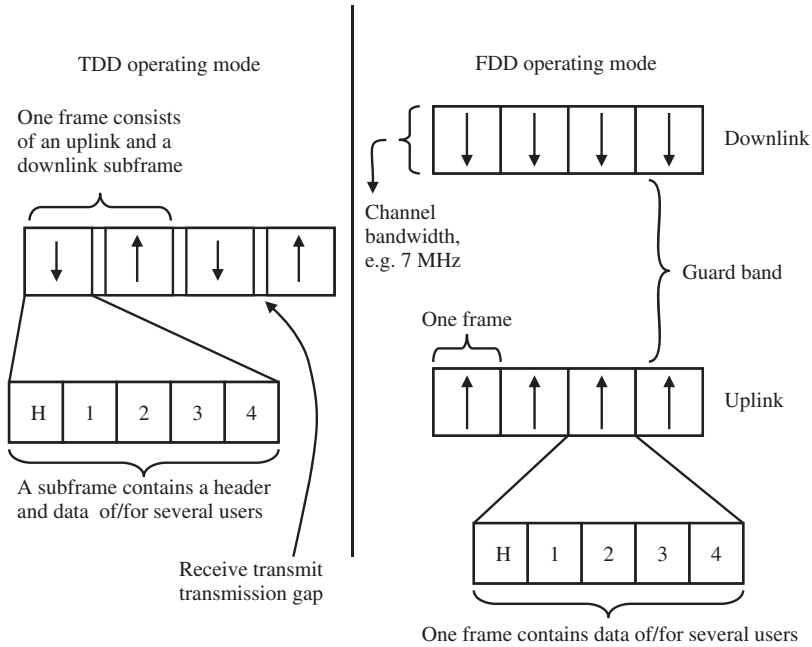 TDD operating mode
One frame consists
of an uplink and a
downlink subframe
H 1 2 3 4
A subframe contains a header
and data of/for several users
Receive transmit
transmission gap
FDD operating mode
Downlink
Channel
bandwidth,
e.g. 7 MHz
Guard band
One frame
Uplink
H 1 2 3 4
One frame contains data of/for several users